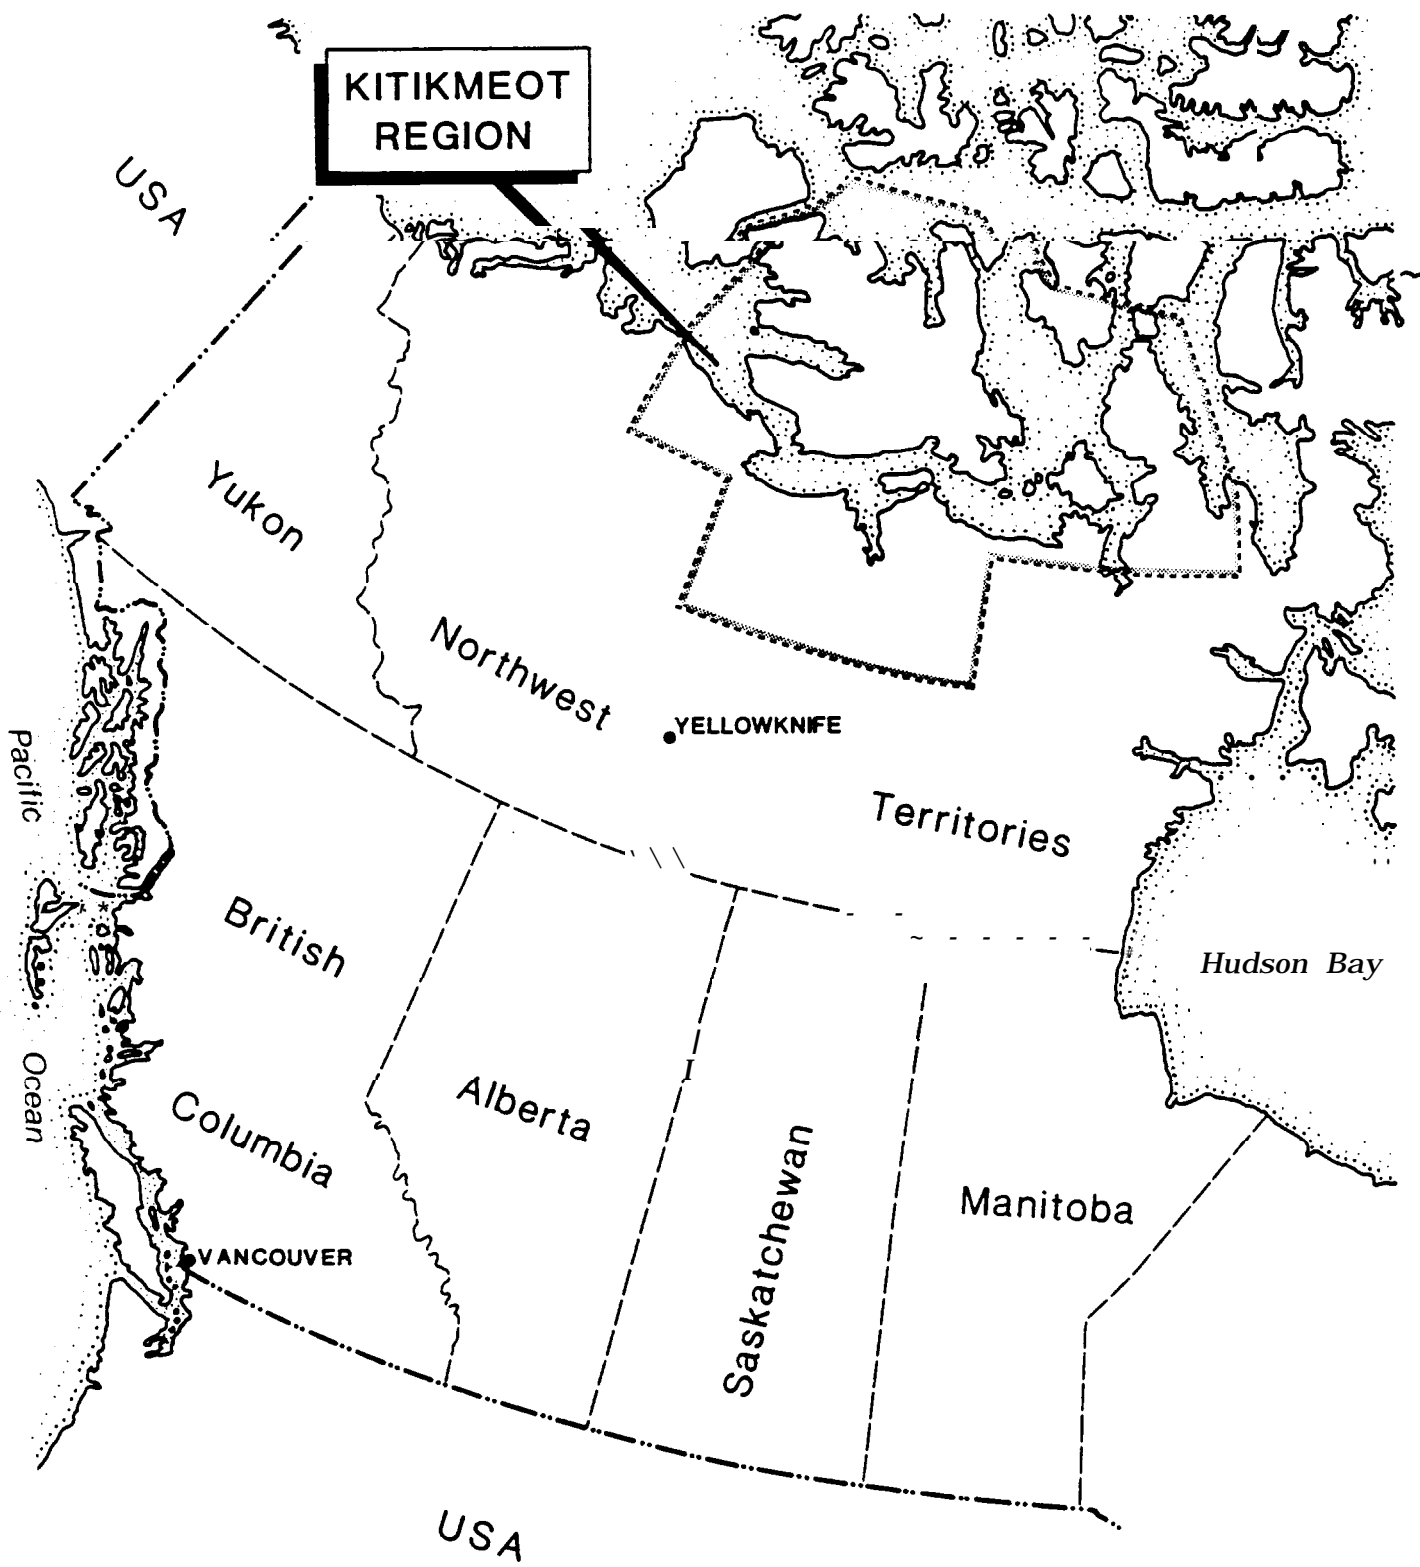 KITIKMEOT
REGION
USA
Yukon
Northwest
YELLOWKNIFE
Territories
Pacific
Ocean
British
Columbia
Hudson Bay
Alberta
Saskatchewan
Manitoba
VANCOUVER
USA